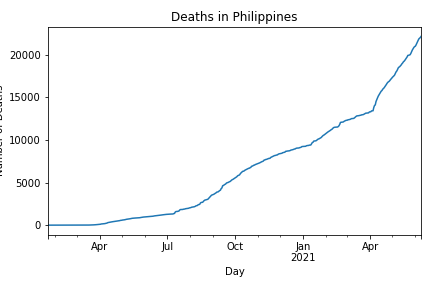 Deaths in Philippines
Number of Deaths
20000
15000
10000
5000
0
Apr Jul Oct Jan Apr
2021
Day